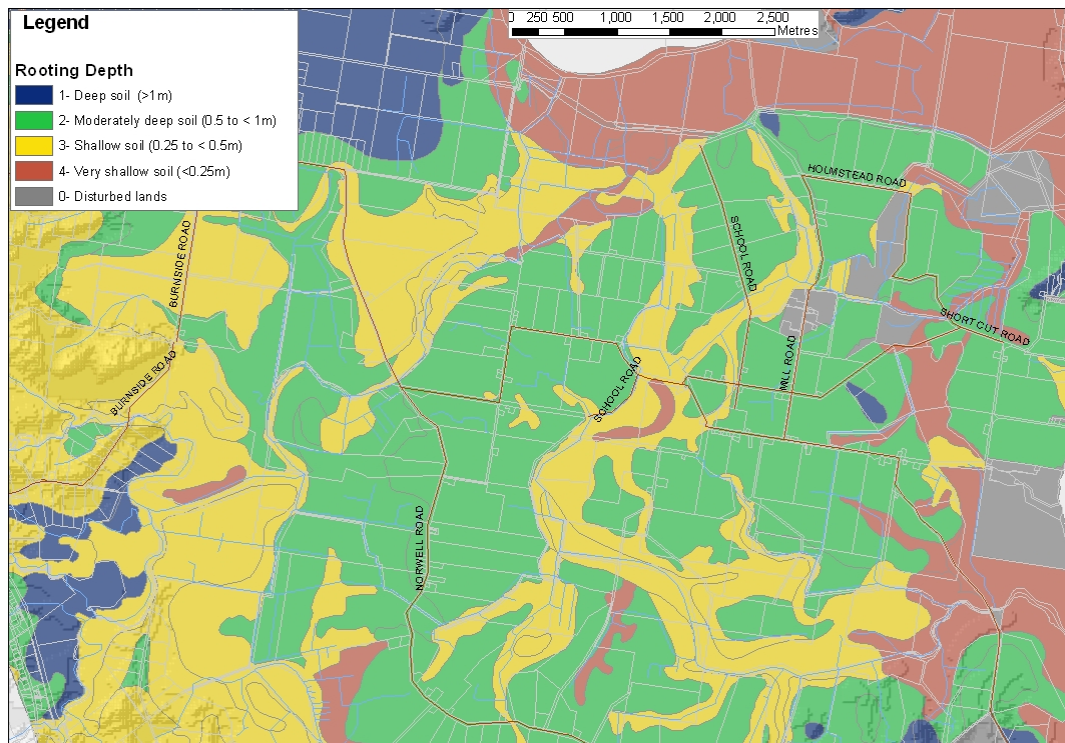 Legend
Rooting Depth
1- Deep soil (>1m)
2- Moderately deep soil (0.5 to < 1m)
3- Shallow soil (0.25 to < 0.5m)
4- Very shallow soil (<0.25m)
0- Disturbed lands
0 250 500 1,000 1,500 2,000 2,500
Metres
HOLMSTEAD ROAD
SCHOOL ROAD
BURNSIDE ROAD
SHORT CUT ROAD
MILL ROAD
BURNSIDE ROAD
SCHOOL ROAD
NORWELL ROAD